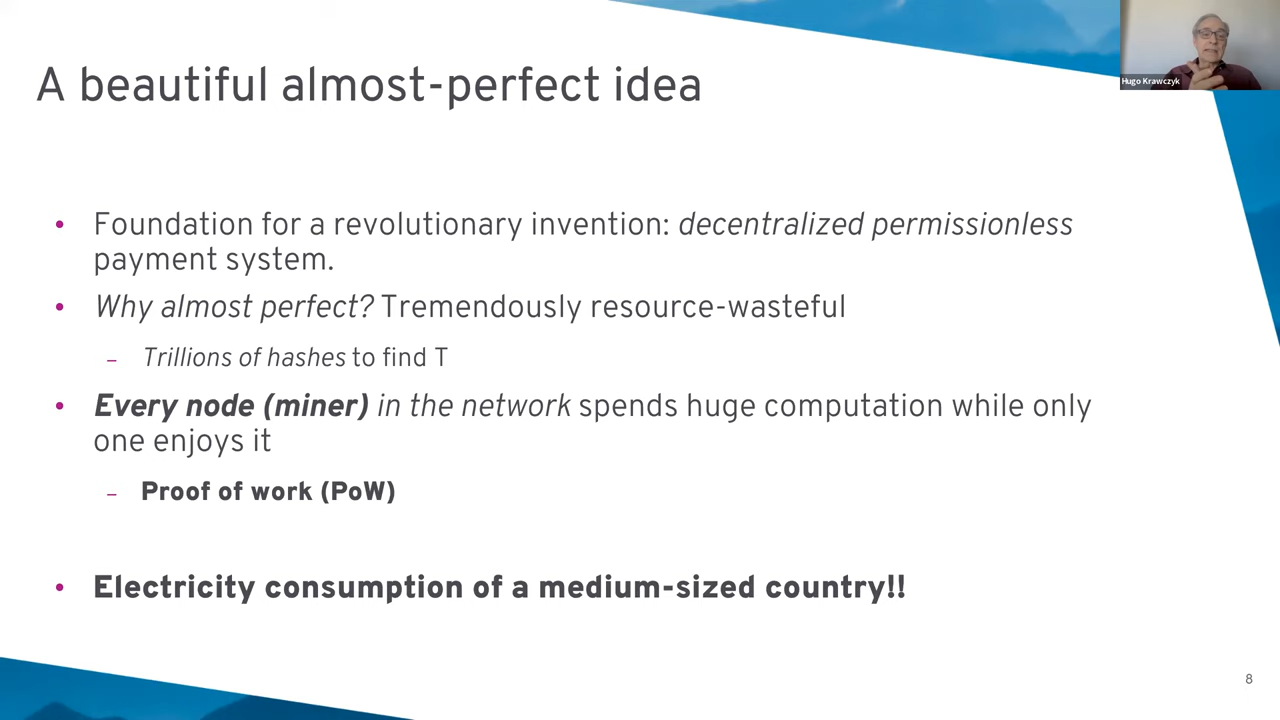 Hugo Krawczyk
A beautiful almost-perfect idea
• Foundation for a revolutionary invention: decentralized permissionless
payment system.
• Why almost perfect? Tremendously resource-wasteful
– Trillions of hashes to find T
• Every node (miner) in the network spends huge computation while only
one enjoys it
– Proof of work (PoW)
• Electricity consumption of a medium-sized country!!
8